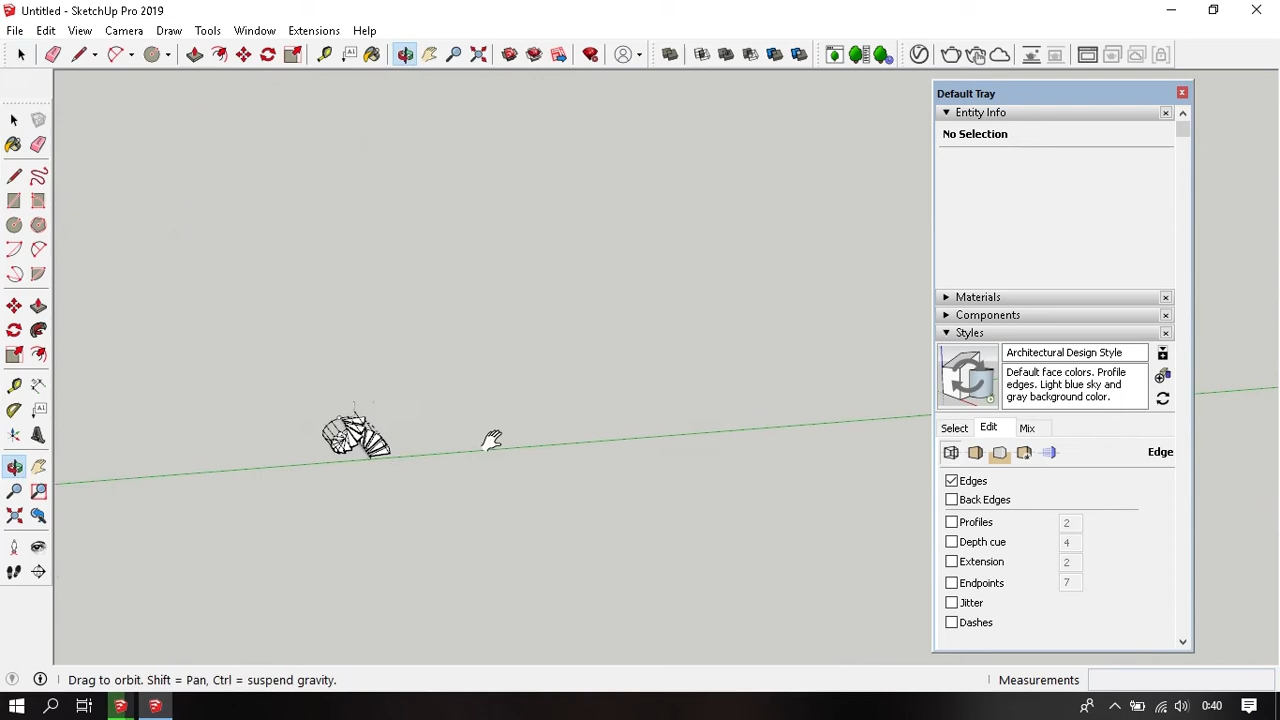 Untitled - SketchUp Pro 2019
File Edit View Camera Draw Tools Window Extensions Help
Default Tray
Entity Info
No Selection
Materials
Components
Styles
Architectural Design Style
Default face colors. Profile
edges. Light blue sky and
gray background color.
Select Edit Mix
Edge
Edges
Back Edges
Profiles 2
Depth cue 4
Extension 2
Endpoints 7
Jitter
Dashes
Drag to orbit. Shift = Pan, Ctrl = suspend gravity.
Measurements
0:40